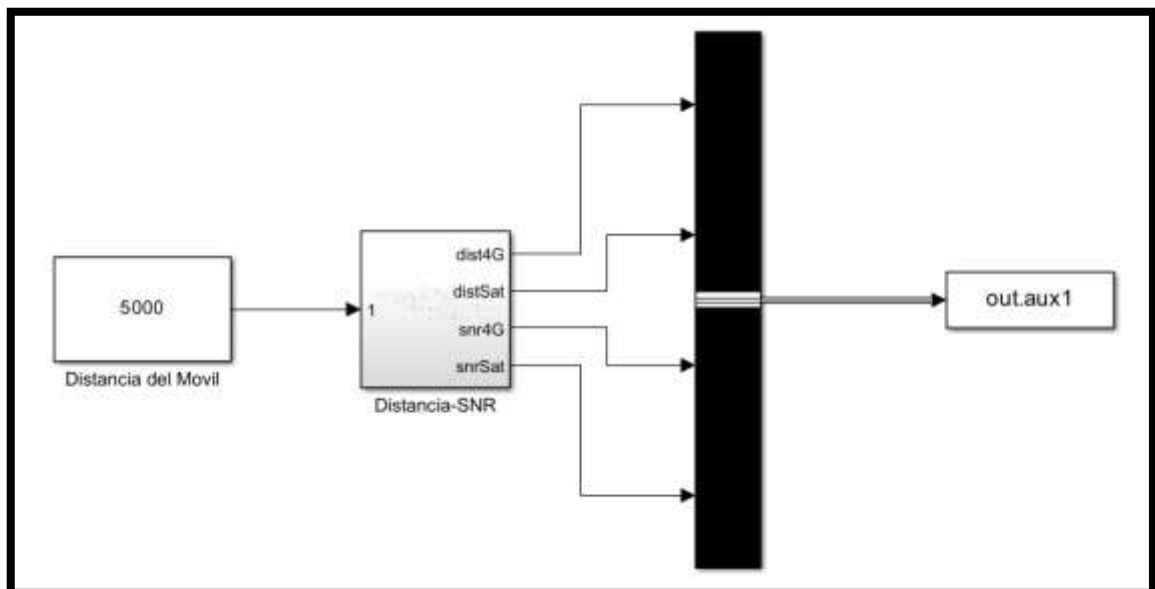 5000
Distancia del Movil
1
dist4G
distSat
snr4G
snrSat
Distancia-SNR
out.aux1